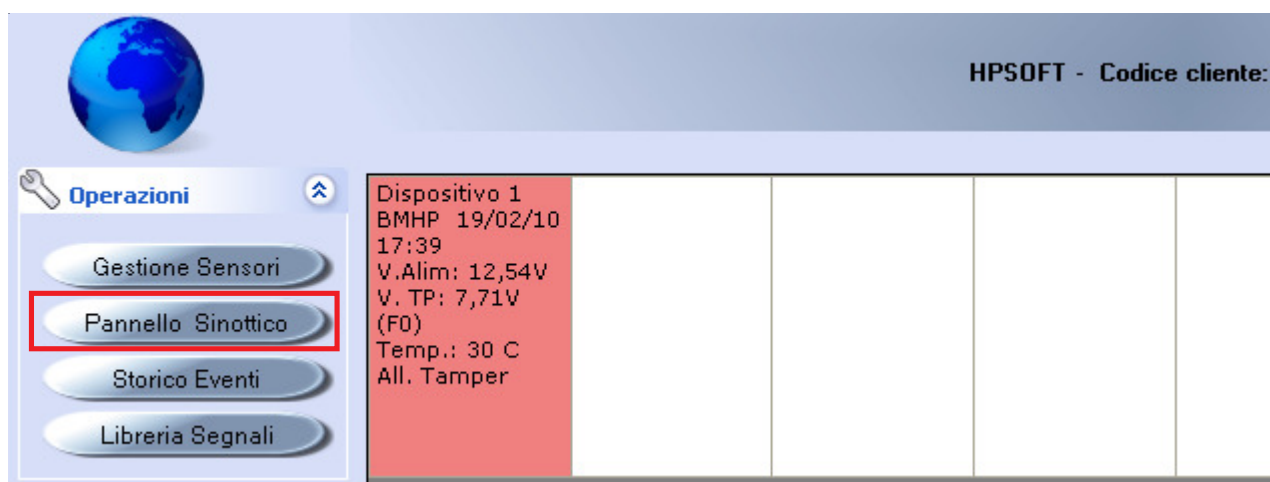 HPSOFT - Codice cliente:
Operazioni
Gestione Sensori
Pannello Sinottico
Storico Eventi
Libreria Segnali
Dispositivo 1
BMHP 19/02/10
17:39
V.Alim: 12,54V
V. TP: 7,71V
(F0)
Temp.: 30 C
All. Tamper